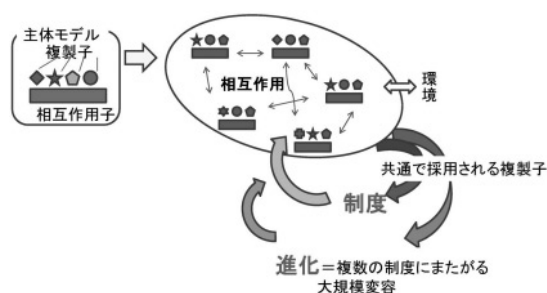 主体モデル
複製子
相互作用子
相互作用
環境
共通で採用される複製子
制度
進化=複数の制度にまたがる
大規模変容